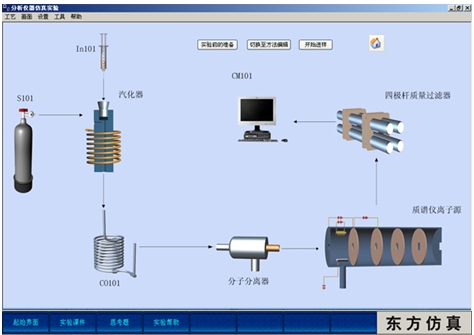 分析仪器仿真实验
工艺 画面 设置 工具 帮助
实验前的准备 切换至方法编辑 开始进样
In101
CM101
汽化器
四极杆质量过滤器
S101
质谱仪离子源
CO101
分子分离器
起始界面 实验课件 思考题 实验帮助
东方仿真